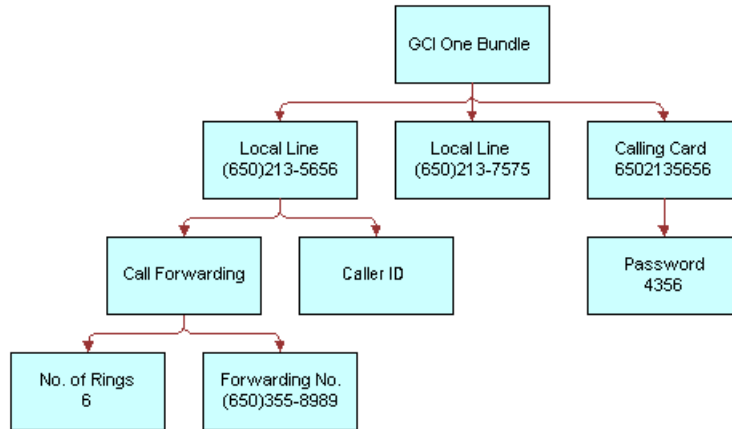 GCI One Bundle
Local Line
(650)213-5656
Local Line
(650)213-7575
Calling Card
6502135656
Call Forwarding
Caller ID
Password
4356
No. of Rings
6
Forwarding No.
(650)355-8989